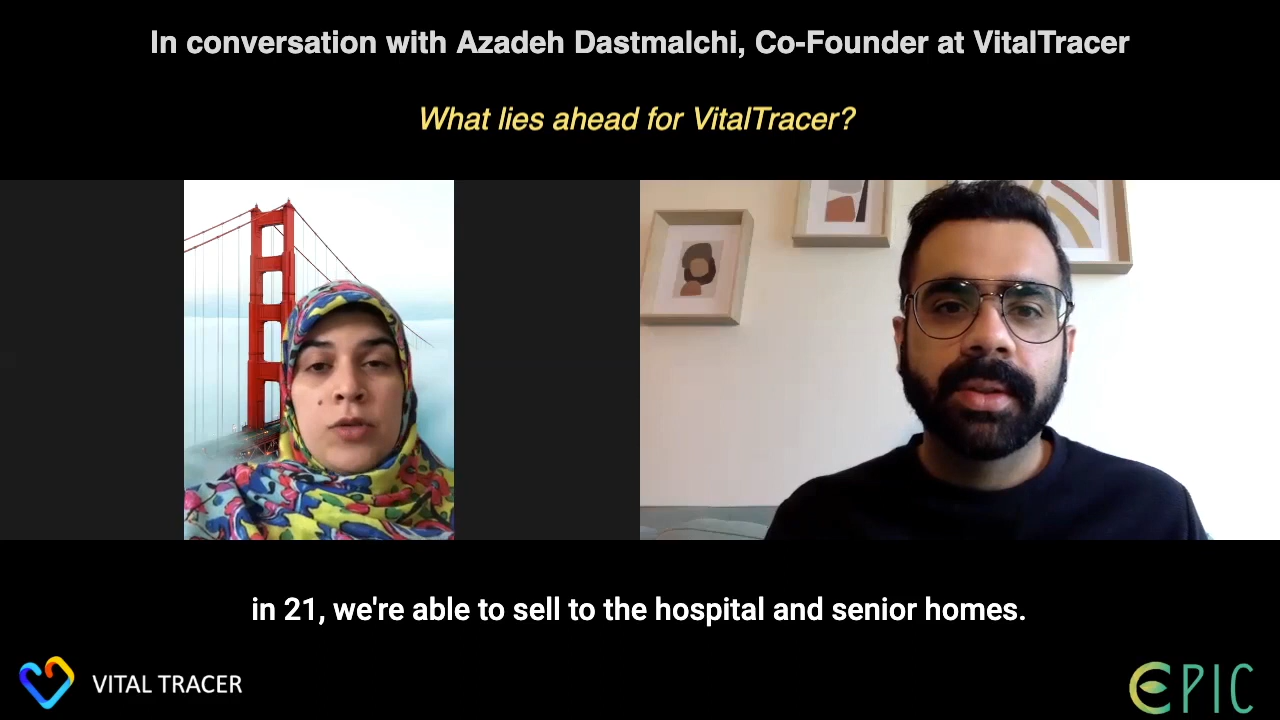 In conversation with Azadeh Dastmalchi, Co-Founder at VitalTracer
What lies ahead for VitalTracer?
in 21, we're able to sell to the hospital and senior homes.
VITAL TRACER
EPIC